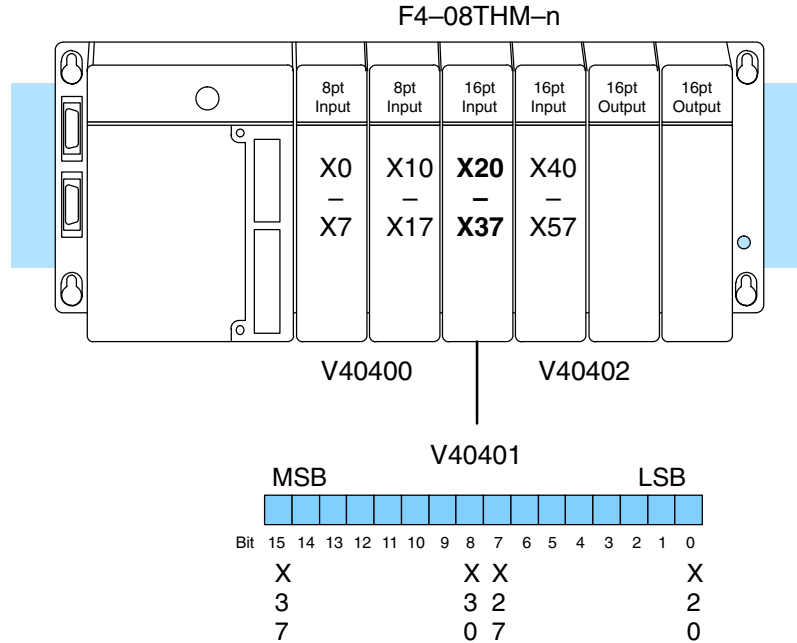 F4–08THM–n
8pt Input
8pt Input
16pt Input
16pt Input
16pt Output
16pt Output
X0 – X7
X10 – X17
X20 – X37
X40 – X57
V40400
V40402
V40401
MSB
LSB
Bit 15 14 13 12 11 10 9 8 7 6 5 4 3 2 1 0
X X X X
3 3 2 2
7 0 7 0